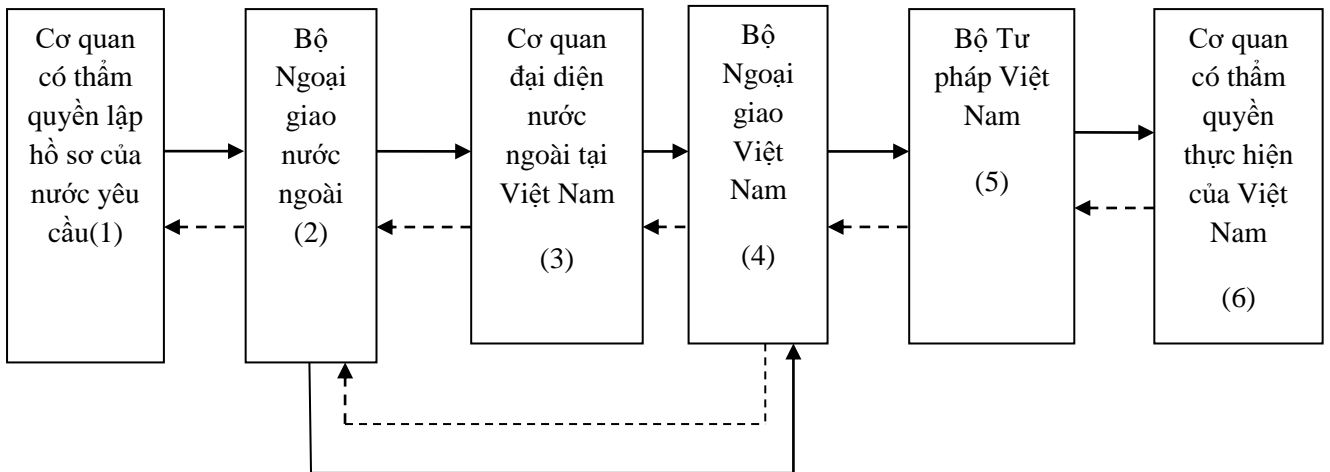 Cơ quan
có thẩm
quyền lập
hồ sơ của
nước yêu
cầu(1)
Bộ
Ngoại
giao
nước
ngoài
(2)
Cơ quan
đại diện
nước
ngoài tại
Việt Nam
(3)
Bộ
Ngoại
giao
Việt
Nam
(4)
Bộ Tư
pháp Việt
Nam
(5)
Cơ quan
có thẩm
quyền
thực hiện
của Việt
Nam
(6)